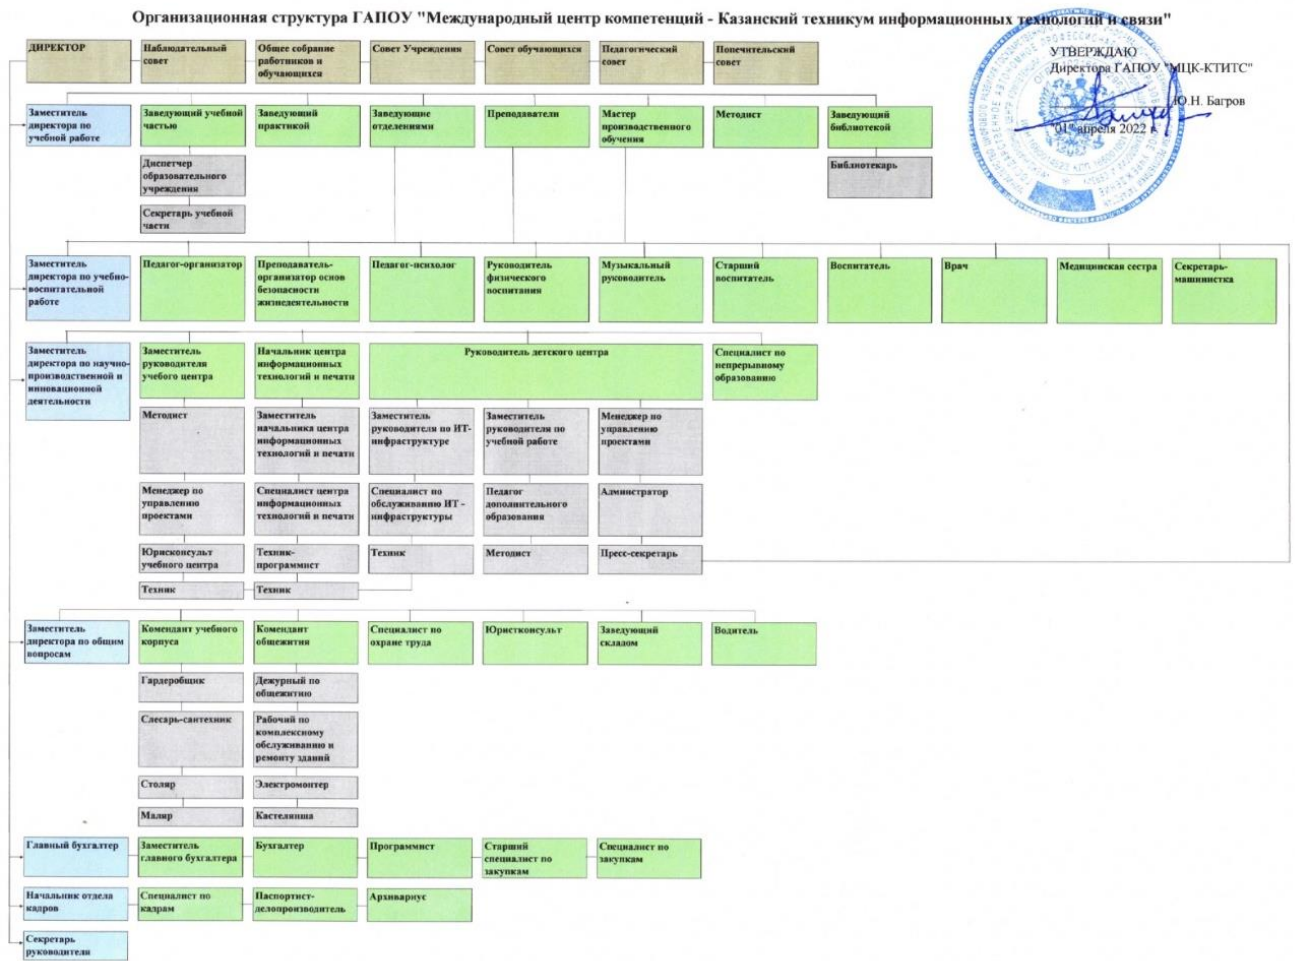 Организационная структура ГАПОУ "Международный центр компетенций - Казанский техникум информационных технологий и связи"
УТВЕРЖДАЮ
Директора ГАПОУ "МЦК-КТИТС"
Ю.Н. Багров
"01" апреля 2022 г.
ДИРЕКТОР
Наблюдательный
совет
Общее собрание
работников и
обучающихся
Совет Учреждения
Совет обучающихся
Педагогический
совет
Попечительский
совет
Заместитель
директора по
учебной работе
Заведующий учебной
частью
Заведующий
практикой
Заведующие
отделениями
Преподаватели
Мастер
производственного
обучения
Методист
Заведующий
библиотекой
Диспетчер
образовательного
учреждения
Библиотекарь
Секретарь учебной
части
Заместитель
директора по учебно-
воспитательной
работе
Педагог-организатор
Преподаватель-
организатор основ
безопасности
жизнедеятельности
Педагог-психолог
Руководитель
физического
воспитания
Музыкальный
руководитель
Старший
воспитатель
Воспитатель
Врач
Медицинская сестра
Секретарь-
машинистка
Заместитель
директора по научно-
производственной и
инновационной
деятельности
Заместитель
руководителя
учебого центра
Начальник центра
информационных
технологий и печати
Руководитель детского центра
Специалист по
непрерывному
образованию
Методист
Заместитель
начальника центра
информационных
технологий и печати
Заместитель
руководителя по ИТ-
инфраструктуре
Заместитель
руководителя по
учебной работе
Менеджер по
управлению
проектами
Менеджер по
управлению
проектами
Специалист центра
информационных
технологий и печати
Специалист по
обслуживанию ИТ -
инфраструктуры
Педагог
дополнительного
образования
Администратор
Юрисконсульт
учебного центра
Техник-
программист
Техник
Методист
Пресс-секретарь
Техник
Техник
Заместитель
директора по общим
вопросам
Комендант учебного
корпуса
Комендант
общежития
Специалист по
охране труда
Юристконсульт
Заведующий
складом
Водитель
Гардеробщик
Дежурный по
общежитию
Слесарь-сантехник
Рабочий по
комплексному
обслуживанию и
ремонту зданий
Столяр
Электромонтер
Маляр
Кастелянша
Главный бухгалтер
Заместитель
главного бухгалтера
Бухгалтер
Программист
Старший
специалист по
закупкам
Специалист по
закупкам
Начальник отдела
кадров
Специалист по
кадрам
Паспортист-
делопроизводитель
Архивариус
Секретарь
руководителя